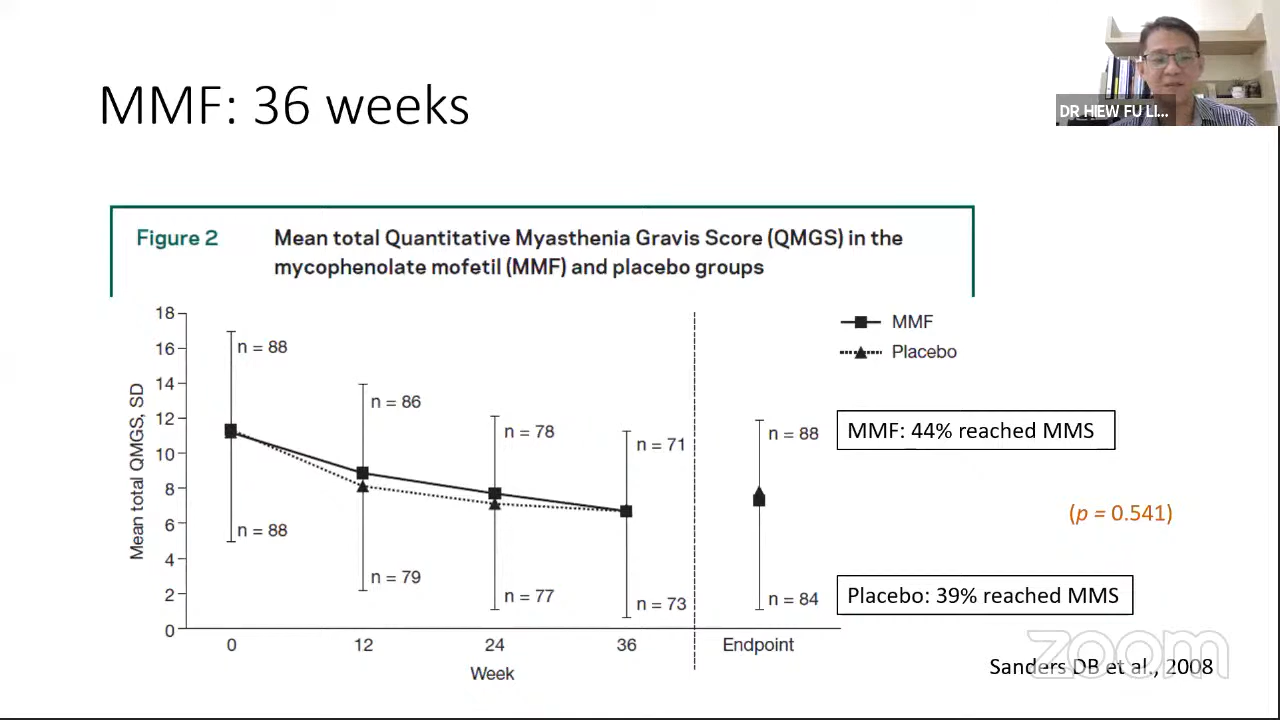 MMF: 36 weeks
DR HIEW FU LI...
Figure 2
Mean total Quantitative Myasthenia Gravis Score (QMGS) in the
mycophenolate mofetil (MMF) and placebo groups
Mean total QMGS, SD
18
16
14
12
10
8
6
4
2
0
n = 88
n = 88
n = 86
n = 79
n = 78
n = 77
n = 71
n = 73
n = 88
n = 84
0
12
24
36
Endpoint
Week
MMF
Placebo
MMF: 44% reached MMS
(p = 0.541)
Placebo: 39% reached MMS
zoom
Sanders DB et al., 2008